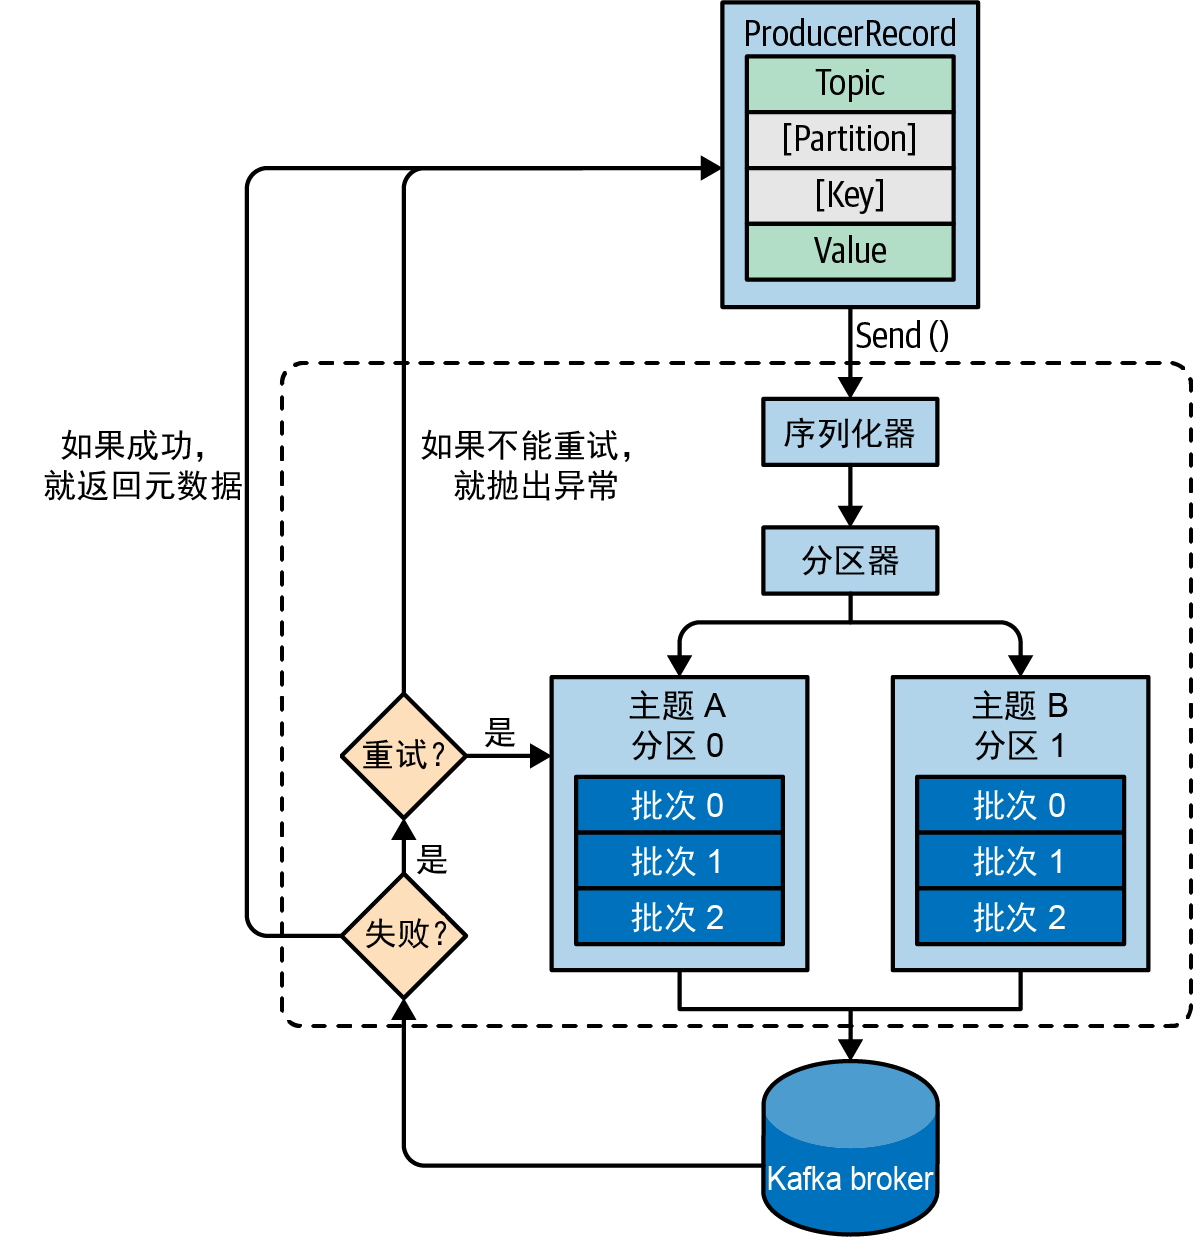 ProducerRecord
Topic
[Partition]
[Key]
Value
Send ()
序列化器
如果成功，
就返回元数据
如果不能重试，
就抛出异常
分区器
主题 A
分区 0
批次 0
批次 1
批次 2
主题 B
分区 1
批次 0
批次 1
批次 2
重试？
是
是
失败？
Kafka broker